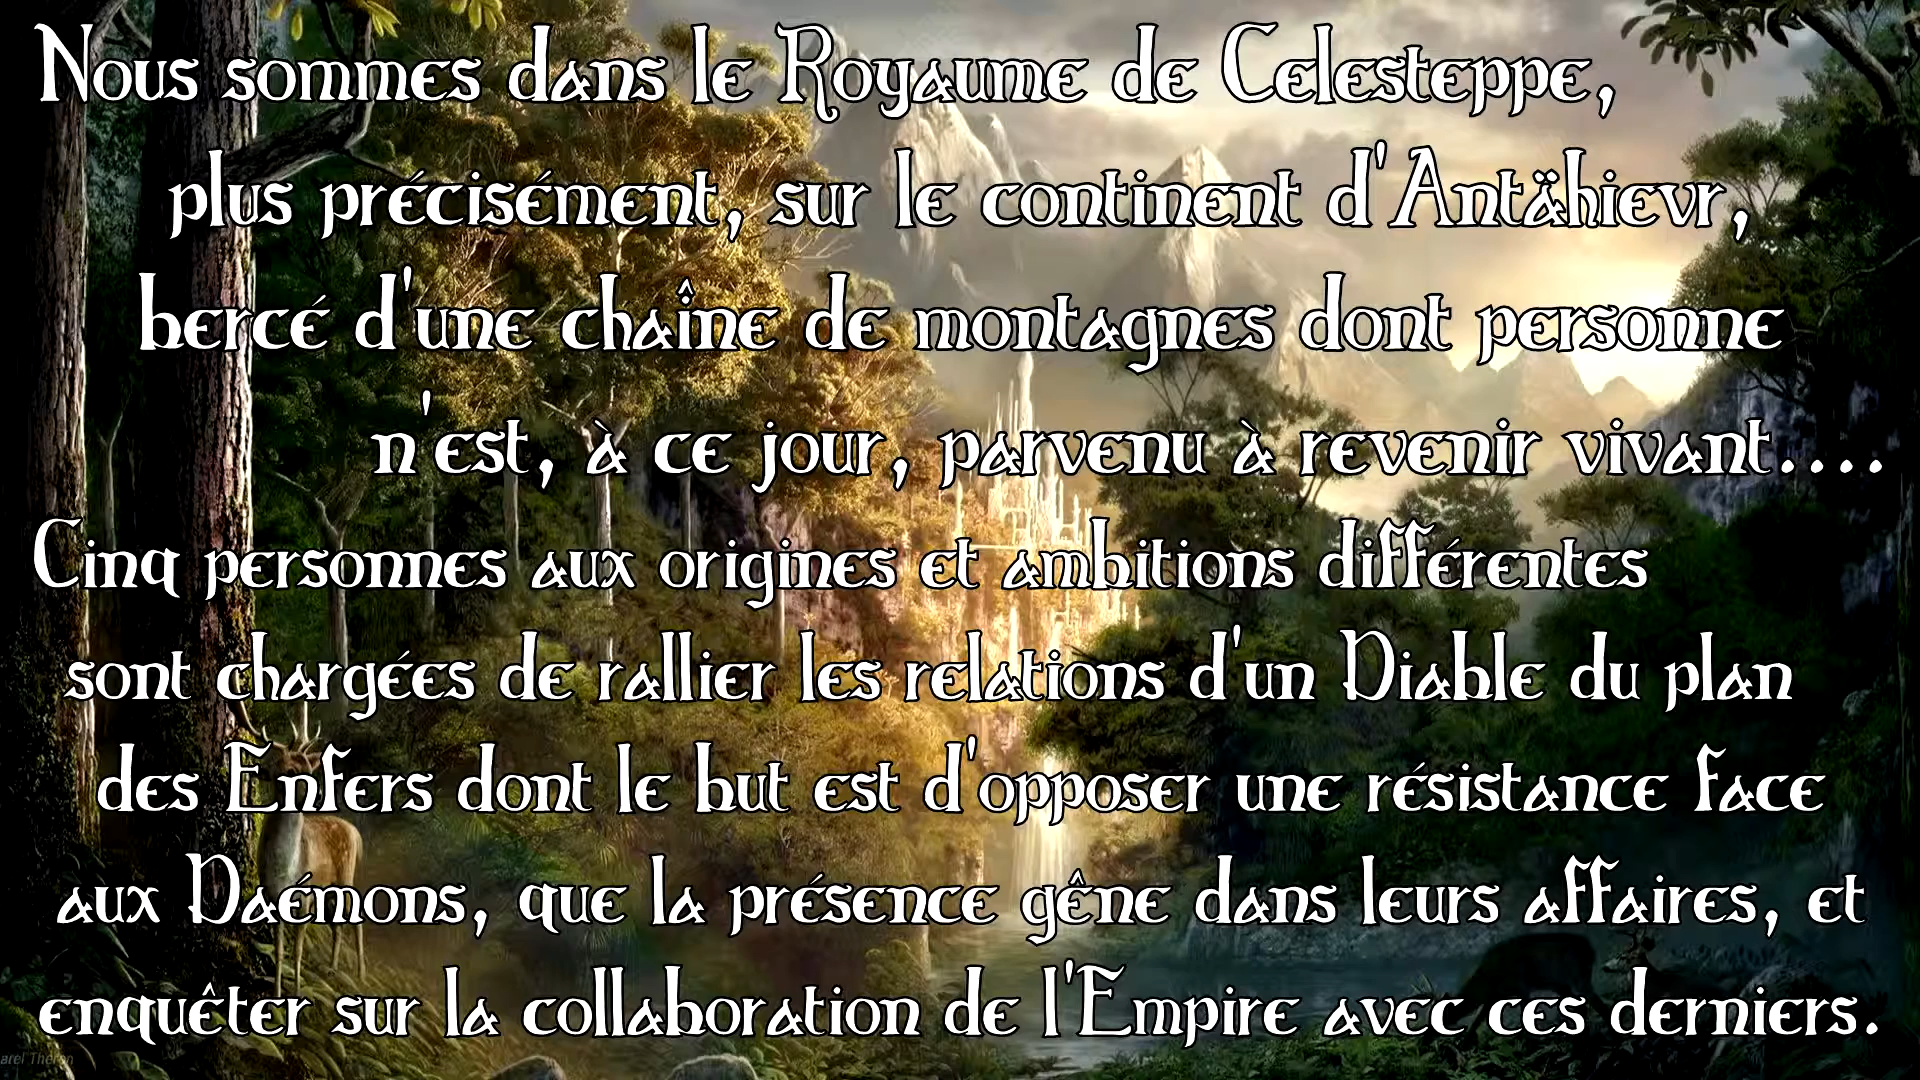 Nous sommes dans le Royaume de Celesteppe,
plus précisément, sur le continent d'Antähievr,
bercé d'une chaîne de montagnes dont personne
n'est, à ce jour, parvenu à revenir vivant....
Cinq personnes aux origines et ambitions différentes
sont chargées de rallier les relations d'un Diable du plan
des Enfers dont le but est d'opposer une résistance face
aux Daémons, que la présence gêne dans leurs affaires, et
enquêter sur la collaboration de l'Empire avec ces derniers.
arel Theron